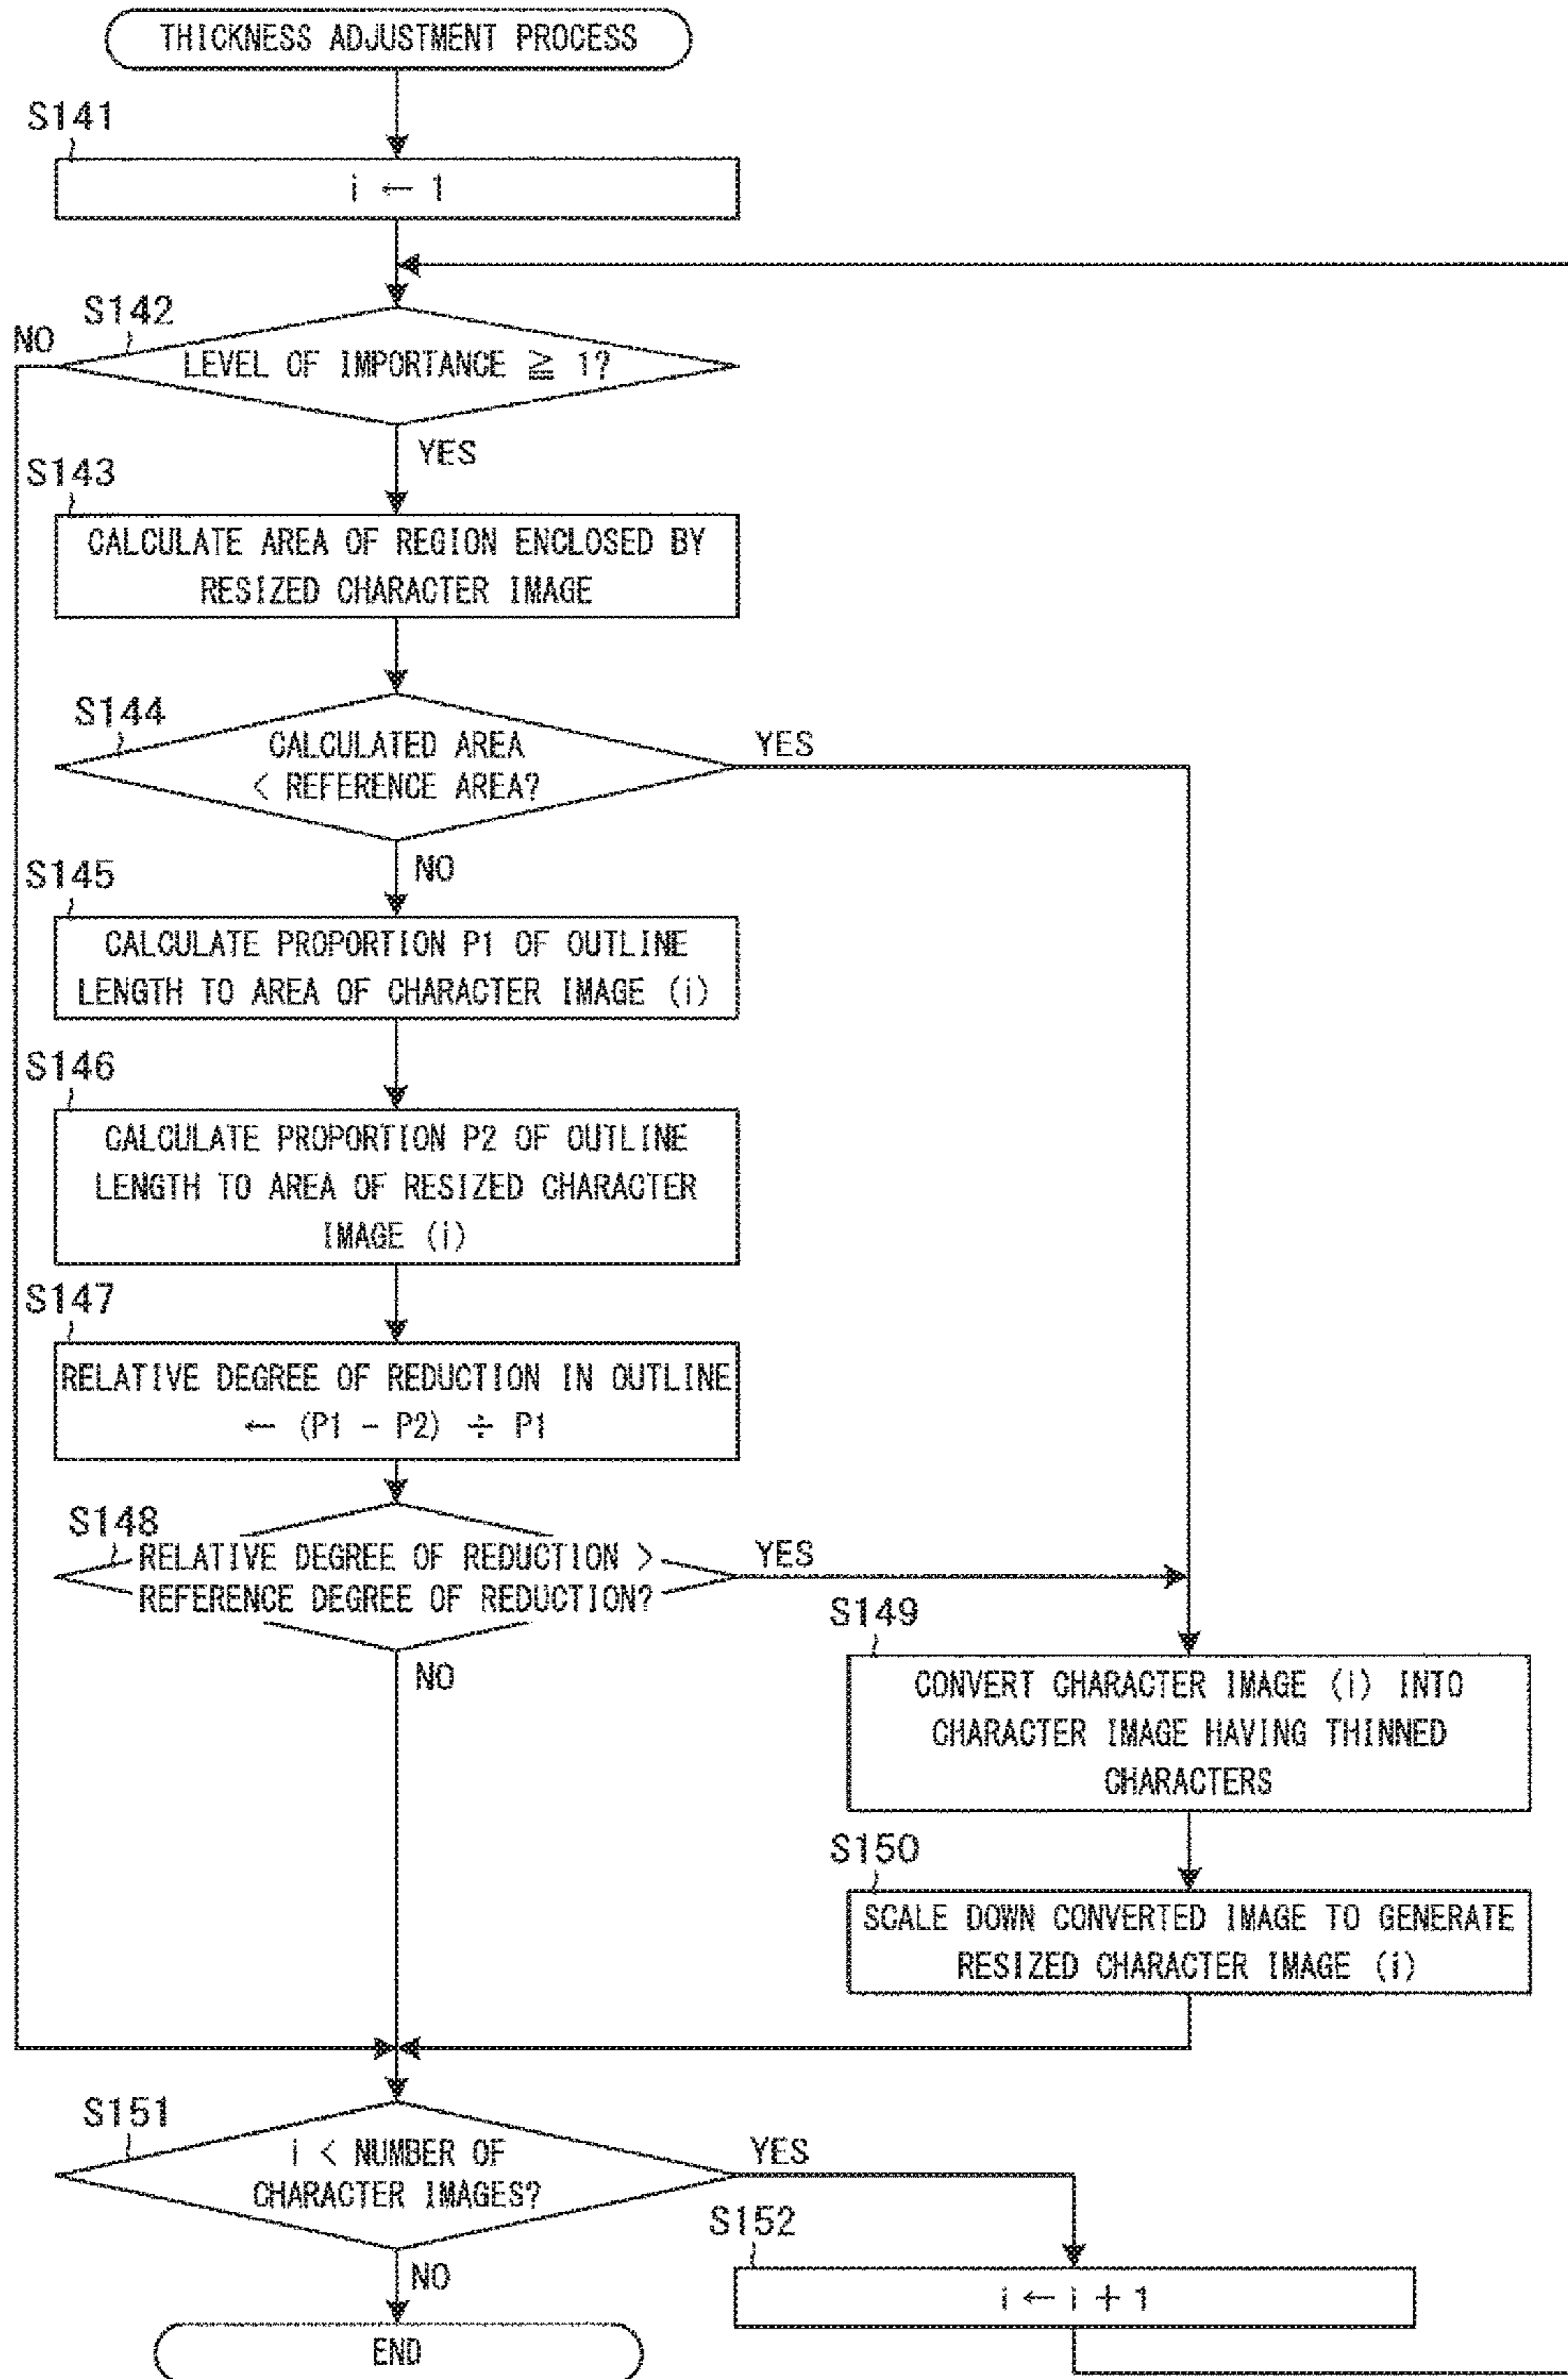 THICKNESS ADJUSTMENT PROCESS
S141
i ← 1
S142
NO
LEVEL OF IMPORTANCE ≧ 1?
YES
S143
CALCULATE AREA OF REGION ENCLOSED BY
RESIZED CHARACTER IMAGE
S144
CALCULATED AREA
< REFERENCE AREA?
YES
NO
S145
CALCULATE PROPORTION P1 OF OUTLINE
LENGTH TO AREA OF CHARACTER IMAGE (i)
S146
CALCULATE PROPORTION P2 OF OUTLINE
LENGTH TO AREA OF RESIZED CHARACTER
IMAGE (i)
S147
RELATIVE DEGREE OF REDUCTION IN OUTLINE
← (P1 - P2) ÷ P1
S148
RELATIVE DEGREE OF REDUCTION >
REFERENCE DEGREE OF REDUCTION?
YES
NO
S149
CONVERT CHARACTER IMAGE (i) INTO
CHARACTER IMAGE HAVING THINNED
CHARACTERS
S150
SCALE DOWN CONVERTED IMAGE TO GENERATE
RESIZED CHARACTER IMAGE (i)
S151
i < NUMBER OF
CHARACTER IMAGES?
YES
NO
S152
i ← i + 1
END